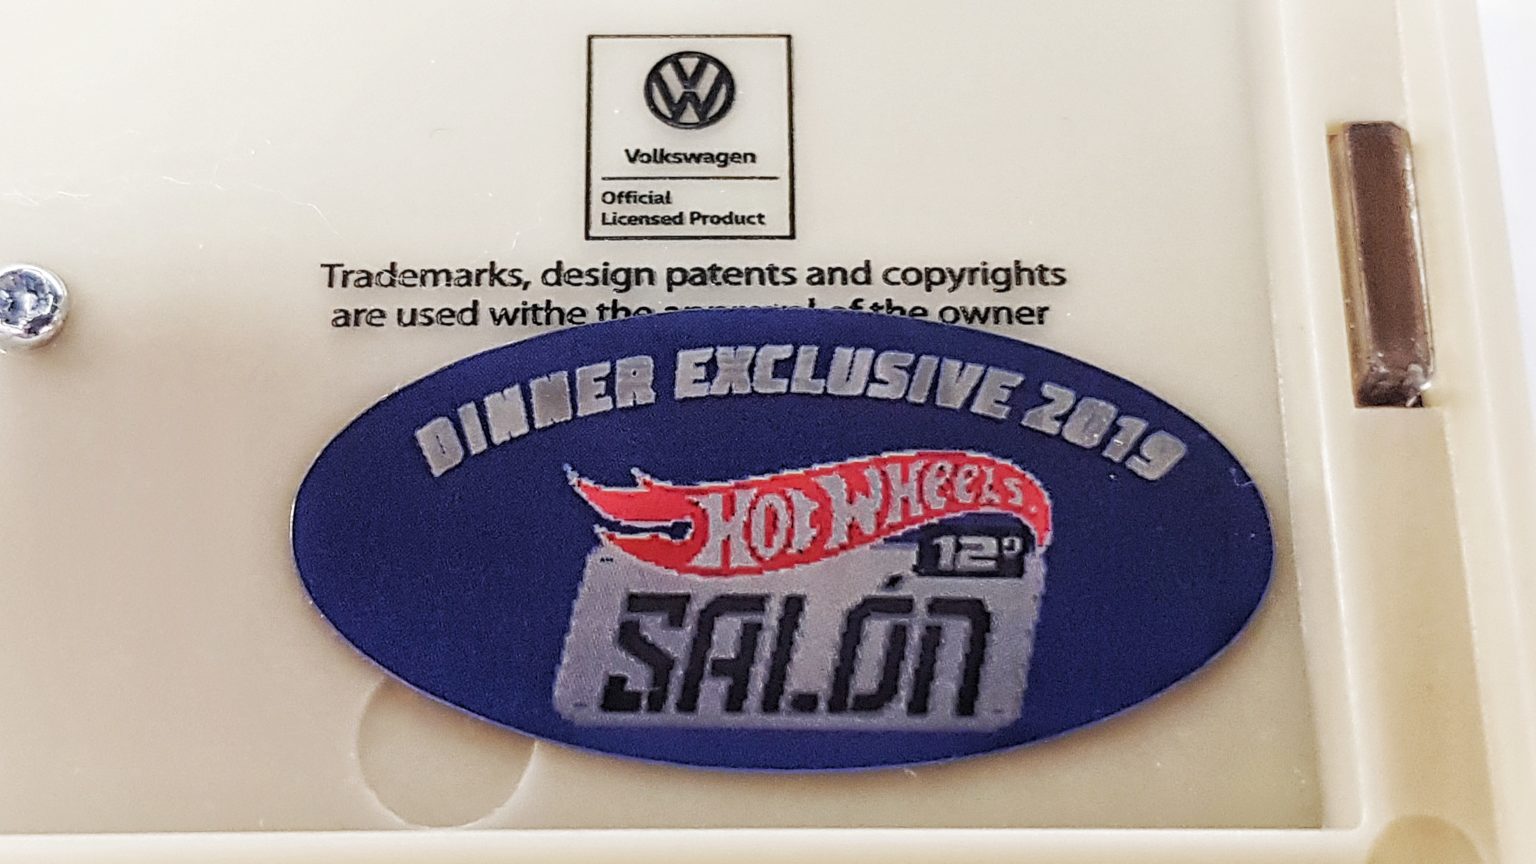 Volkswagen
Official
Licensed Product
Trademarks, design patents and copyrights
are used withe the approval of the owner
DINNER EXCLUSIVE 2019
HOT WHEELS
12º
SALÓN